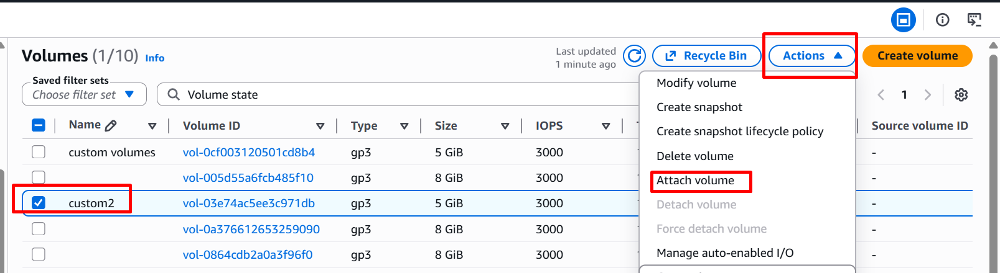 Volumes (1/10) Info
Last updated
1 minute ago
Recycle Bin
Actions
Create volume
Saved filter sets
Choose filter set
Volume state
1
Modify volume
Create snapshot
Create snapshot lifecycle policy
Delete volume
Attach volume
Detach volume
Force detach volume
Manage auto-enabled I/O
Name Volume ID Type Size IOPS Source volume ID
custom volumes vol-0cf003120501cd8b4 gp3 5 GiB 3000 -
vol-005d55a6fcb485f10 gp3 8 GiB 3000 -
custom2 vol-03e74ac5ee3c971db gp3 5 GiB 3000 -
vol-0a376612653259090 gp3 8 GiB 3000 -
vol-0864cdb2a0a3f96f0 gp3 8 GiB 3000 -